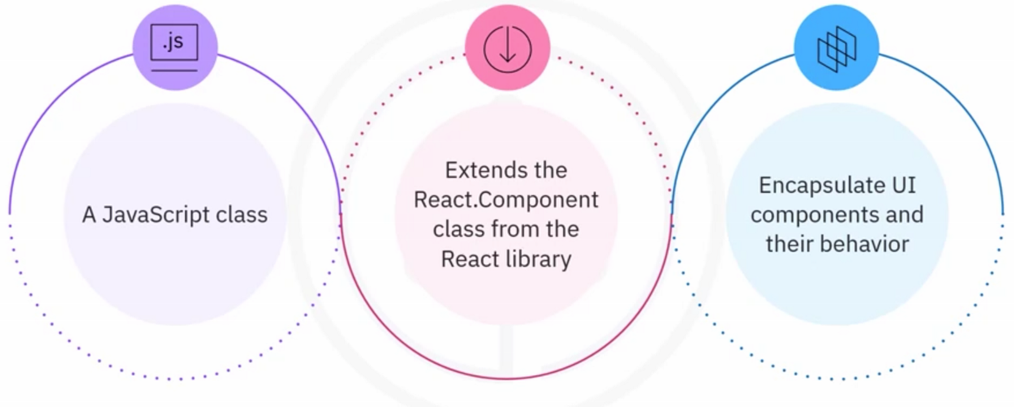 .js
A JavaScript class
Extends the
React.Component
class from the
React library
Encapsulate UI
components and
their behavior